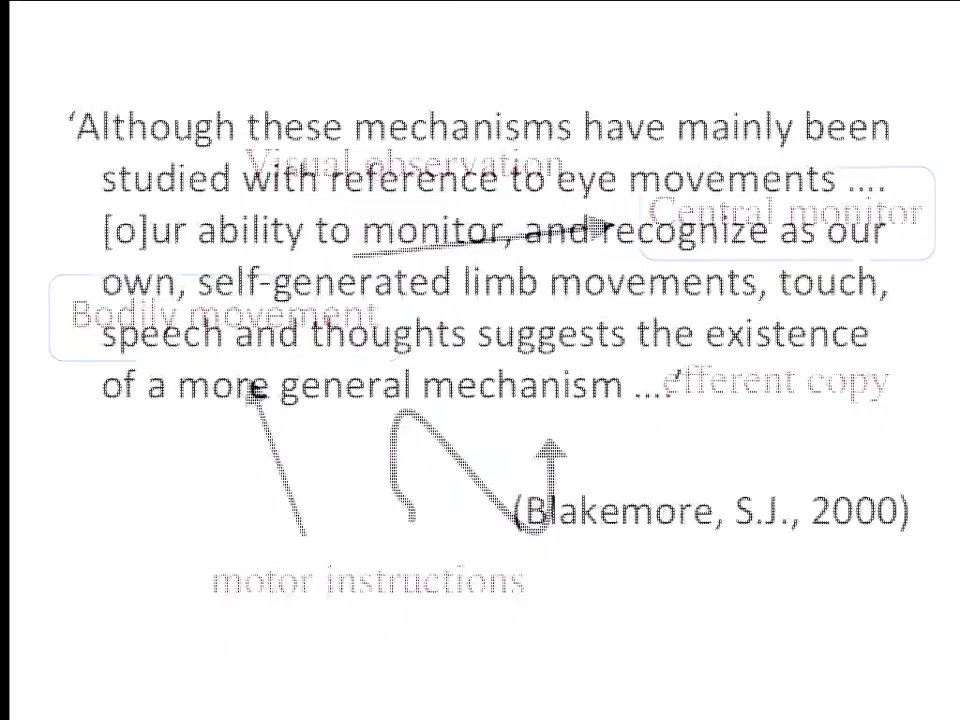 ‘Although these mechanisms have mainly been
studied with reference to eye movements ....
[o]ur ability to monitor, and recognize as our
own, self-generated limb movements, touch,
speech and thoughts suggests the existence
of a more general mechanism ....’
(Blakemore, S.J., 2000)
Visual observation
Central monitor
Bodily movement
efferent copy
motor instructions